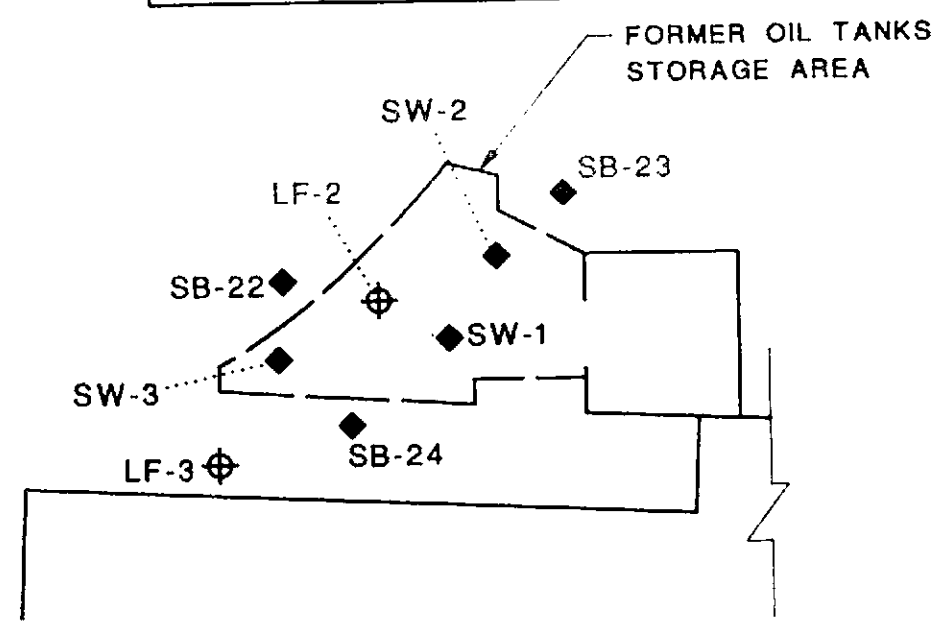 FORMER OIL TANKS
STORAGE AREA
SW-2
SB-23
LF-2
SB-22
SW-1
SW-3
SB-24
LF-3